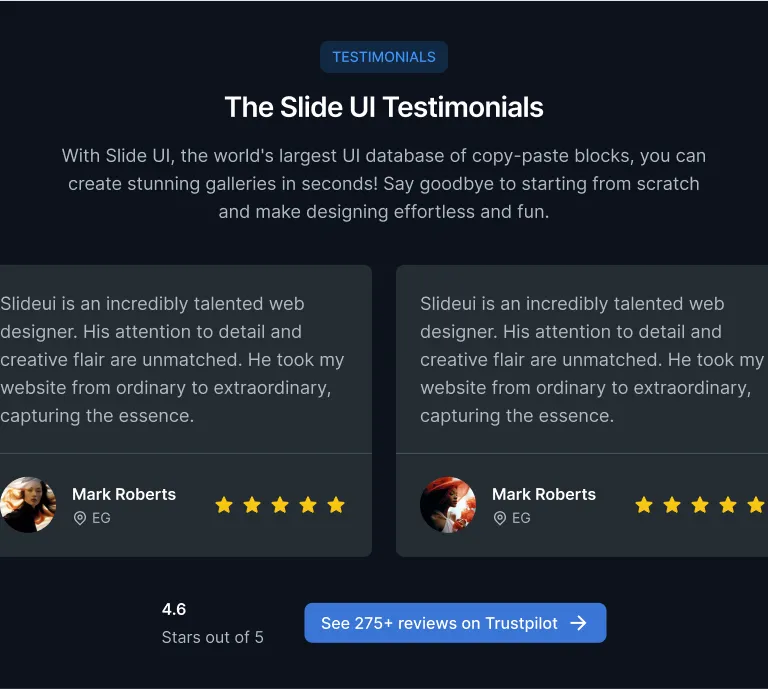 TESTIMONIALS
The Slide UI Testimonials
With Slide UI, the world's largest UI database of copy-paste blocks, you can
create stunning galleries in seconds! Say goodbye to starting from scratch
and make designing effortless and fun.
Slideui is an incredibly talented web
designer. His attention to detail and
creative flair are unmatched. He took my
website from ordinary to extraordinary,
capturing the essence.
Mark Roberts
EG
Slideui is an incredibly talented web
designer. His attention to detail and
creative flair are unmatched. He took my
website from ordinary to extraordinary,
capturing the essence.
Mark Roberts
EG
4.6
Stars out of 5
See 275+ reviews on Trustpilot